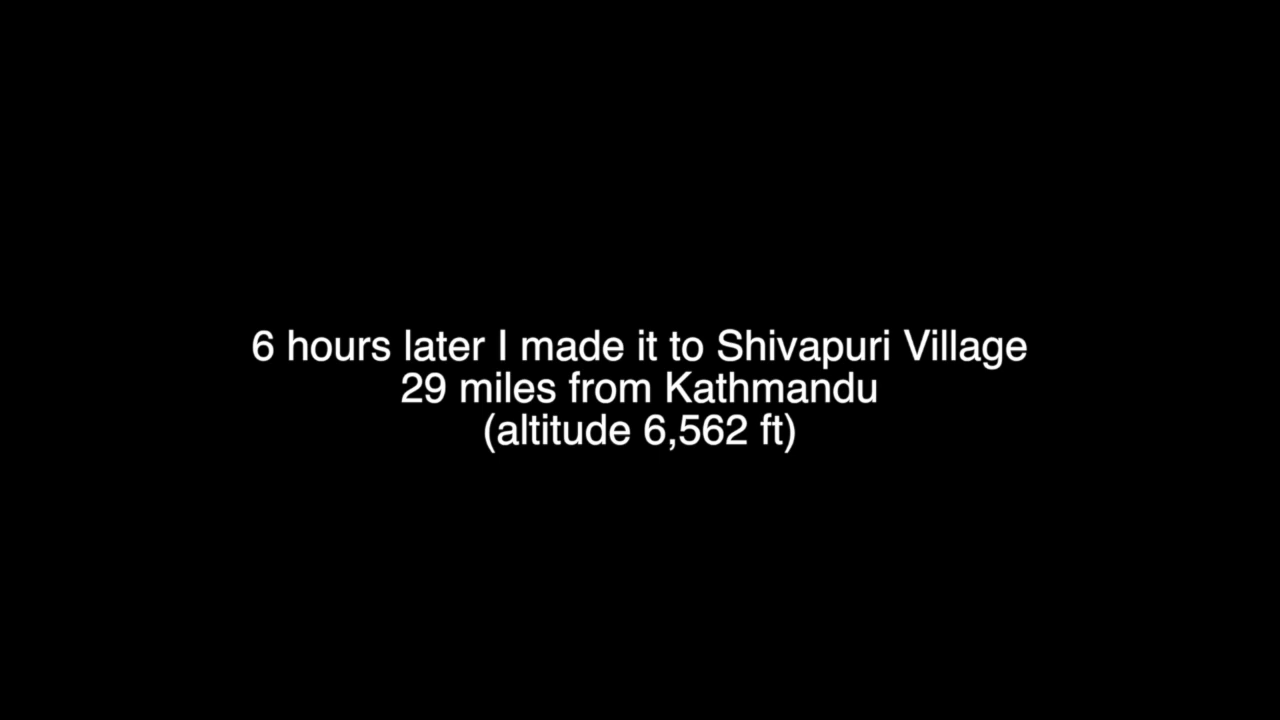 6 hours later I made it to Shivapuri Village
29 miles from Kathmandu
(altitude 6,562 ft)